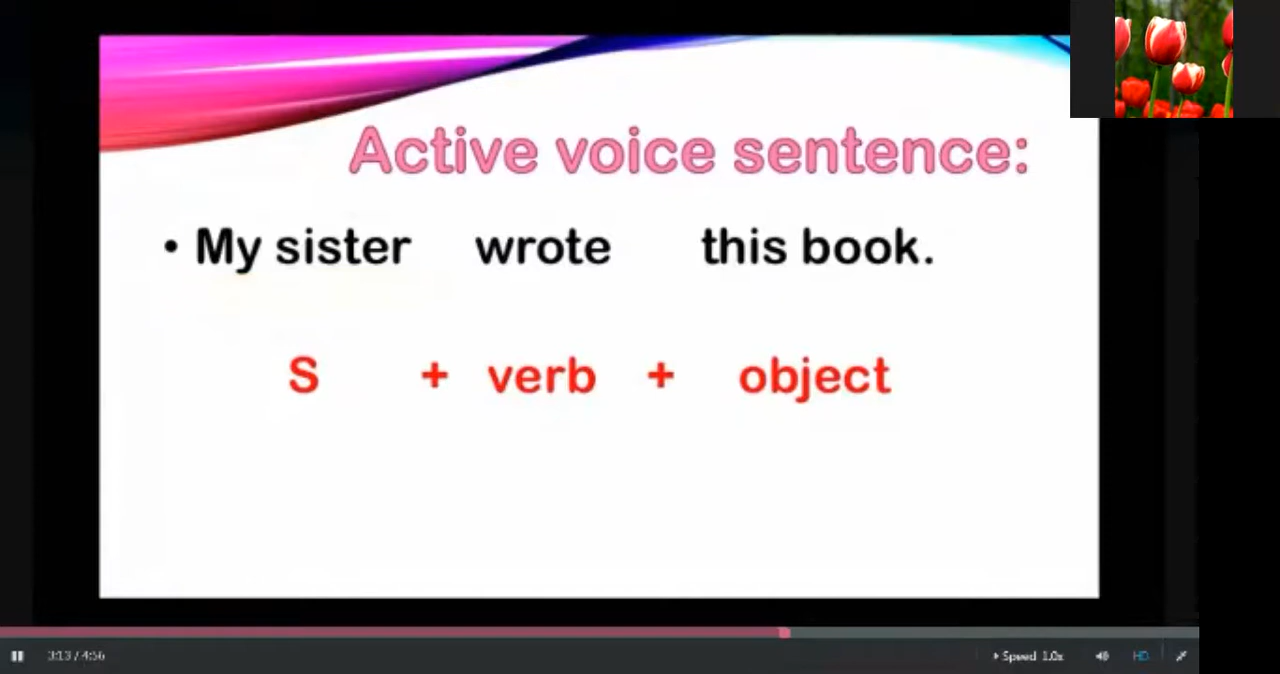 Active voice sentence:
• My sister wrote this book.
S + verb + object
3:13 / 4:56
Speed 1.0x
HD